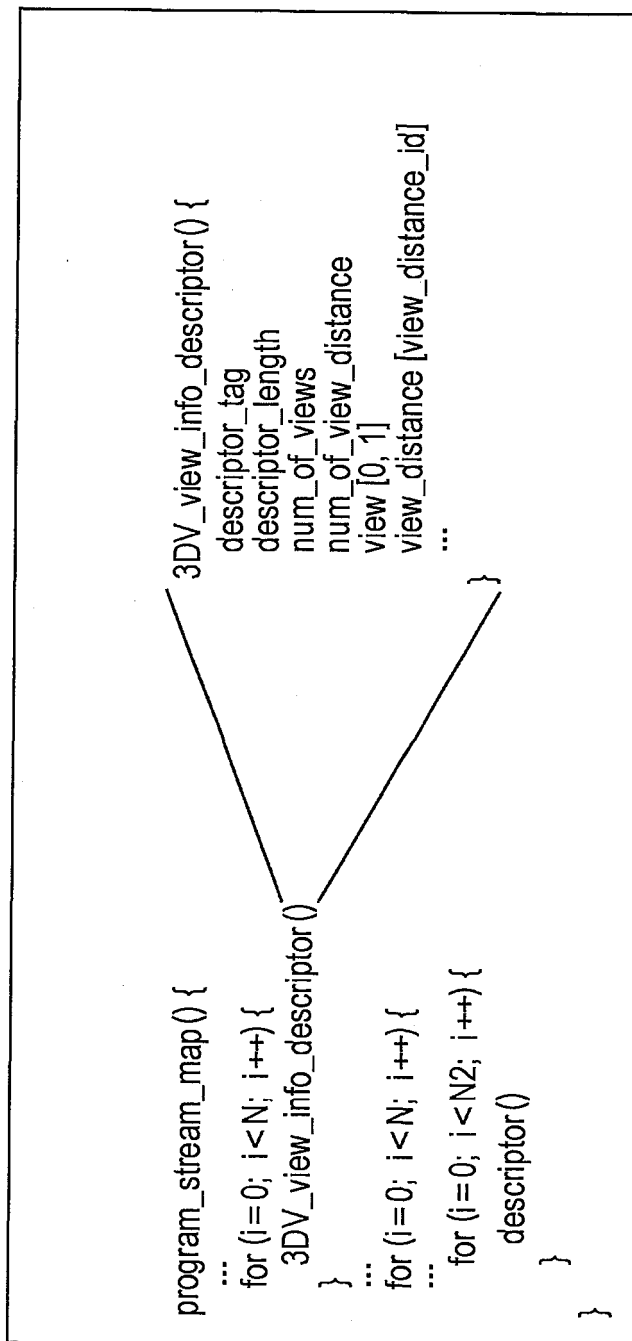 program_stream_map() {
...
for (i=0; i<N; i++) {
3DV_view_info_descriptor()
}
...
for (i=0; i<N; i++) {
...
for (i=0; i<N2; i++) {
descriptor()
}
}
3DV_view_info_descriptor() {
descriptor_tag
descriptor_length
num_of_views
num_of_view_distance
view [0, 1]
view_distance [view_distance_id]
...
}